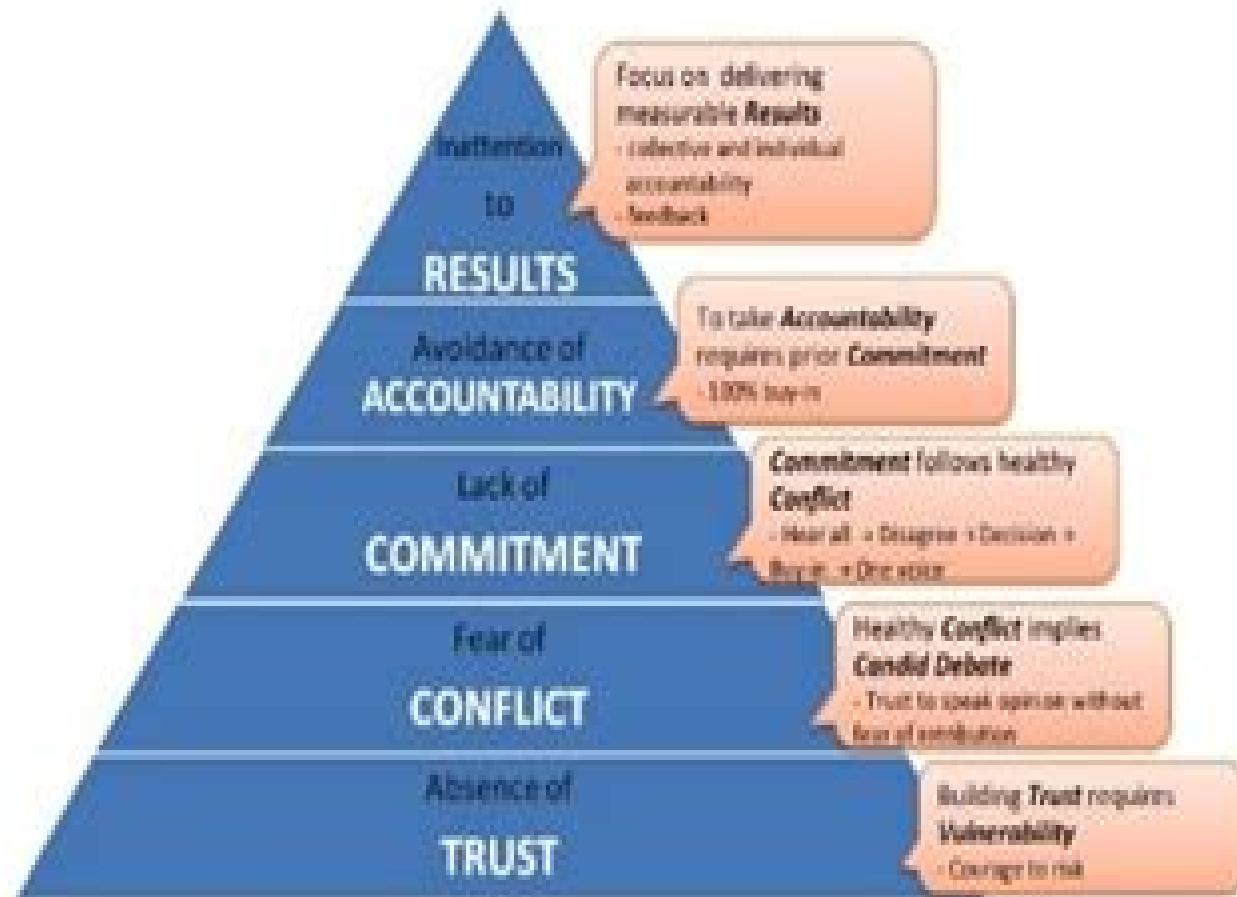 Inattention
to
RESULTS
Focus on delivering
measurable Results
- collective and individual
accountability
- feedback
Avoidance of
ACCOUNTABILITY
To take Accountability
requires prior Commitment
- 100% buy-in
Lack of
COMMITMENT
Commitment follows healthy
Conflict
- Hear all + Disagree + Decision +
Buy in + One voice
Fear of
CONFLICT
Healthy Conflict implies
Candid Debate
- Trust to speak opinion without
fear of retribution
Absence of
TRUST
Building Trust requires
Vulnerability
- Courage to risk